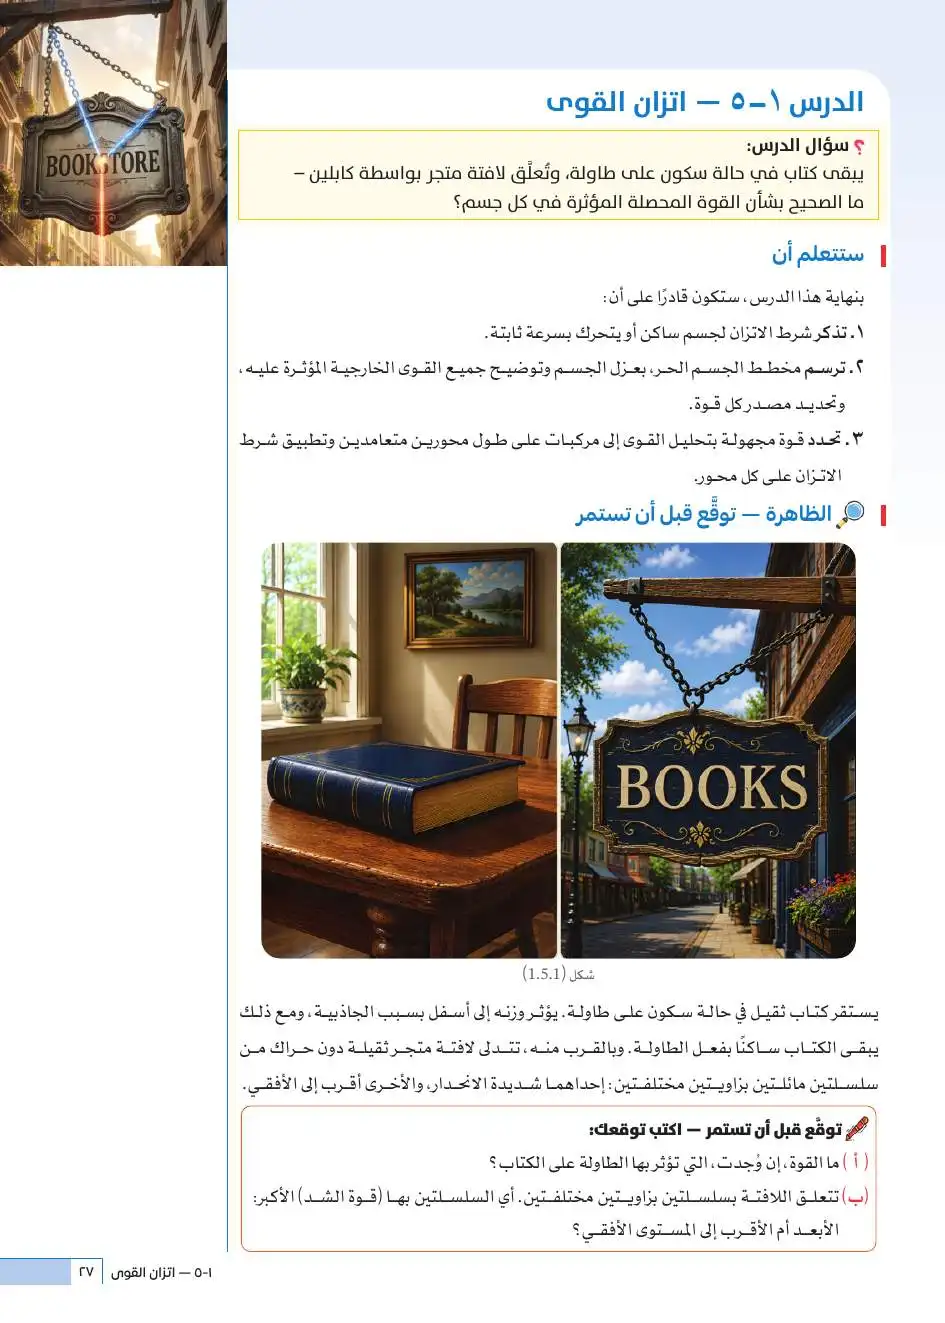 الدرس ١-٥ — اتزان القوى
؟ سؤال الدرس:
يبقى كتاب في حالة سكون على طاولة، وتُعلَّق لافتة متجر بواسطة كابلين –
ما الصحيح بشأن القوة المحصلة المؤثرة في كل جسم؟
BOOKSTORE
ستتعلم أن
بنهاية هذا الدرس، ستكون قادرًا على أن:
١. تذكر شرط الاتزان لجسم ساكن أو يتحرك بسرعة ثابتة.
٢. ترسم مخطط الجسم الحر، بعزل الجسم وتوضيح جميع القوى الخارجية المؤثرة عليه،
وتحديد مصدر كل قوة.
٣. تحدد قوة مجهولة بتحليل القوى إلى مركبات على طول محورين متعامدين وتطبيق شرط
الاتزان على كل محور.
الظاهرة — توقَّع قبل أن تستمر
BOOKS
شكل (1.5.1)
يستقر كتاب ثقيل في حالة سكون على طاولة. يؤثر وزنه إلى أسفل بسبب الجاذبية، ومع ذلك
يبقى الكتاب ساكنًا بفعل الطاولة. وبالقرب منه، تتدلى لافتة متجر ثقيلة دون حراك من
سلسلتين مائلتين بزاويتين مختلفتين: إحداهما شديدة الانحدار، والأخرى أقرب إلى الأفقي.
توقَّع قبل أن تستمر — اكتب توقعك:
(أ) ما القوة، إن وُجدت، التي تؤثر بها الطاولة على الكتاب؟
(ب) تتعلق اللافتة بسلسلتين بزاويتين مختلفتين. أي السلسلتين بها (قوة الشد) الأكبر:
الأبعد أم الأقرب إلى المستوى الأفقي؟
١-٥ — اتزان القوى ٢٧